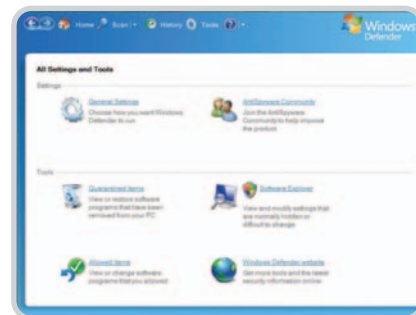 Home Scan History Tools
Windows
Defender
All Settings and Tools
Settings
General Settings
Choose how you want Windows
Defender to run
AntiSpyware Community
Join the AntiSpyware
Community to help improve
the product
Tools
Quarantined items
View or restore software
programs that have been
removed from your PC
Software Explorer
View and modify settings that
are normally hidden or
difficult to change
Allowed items
View or change software
programs that you allowed
Windows Defender website
Get more tools and the latest
security information online